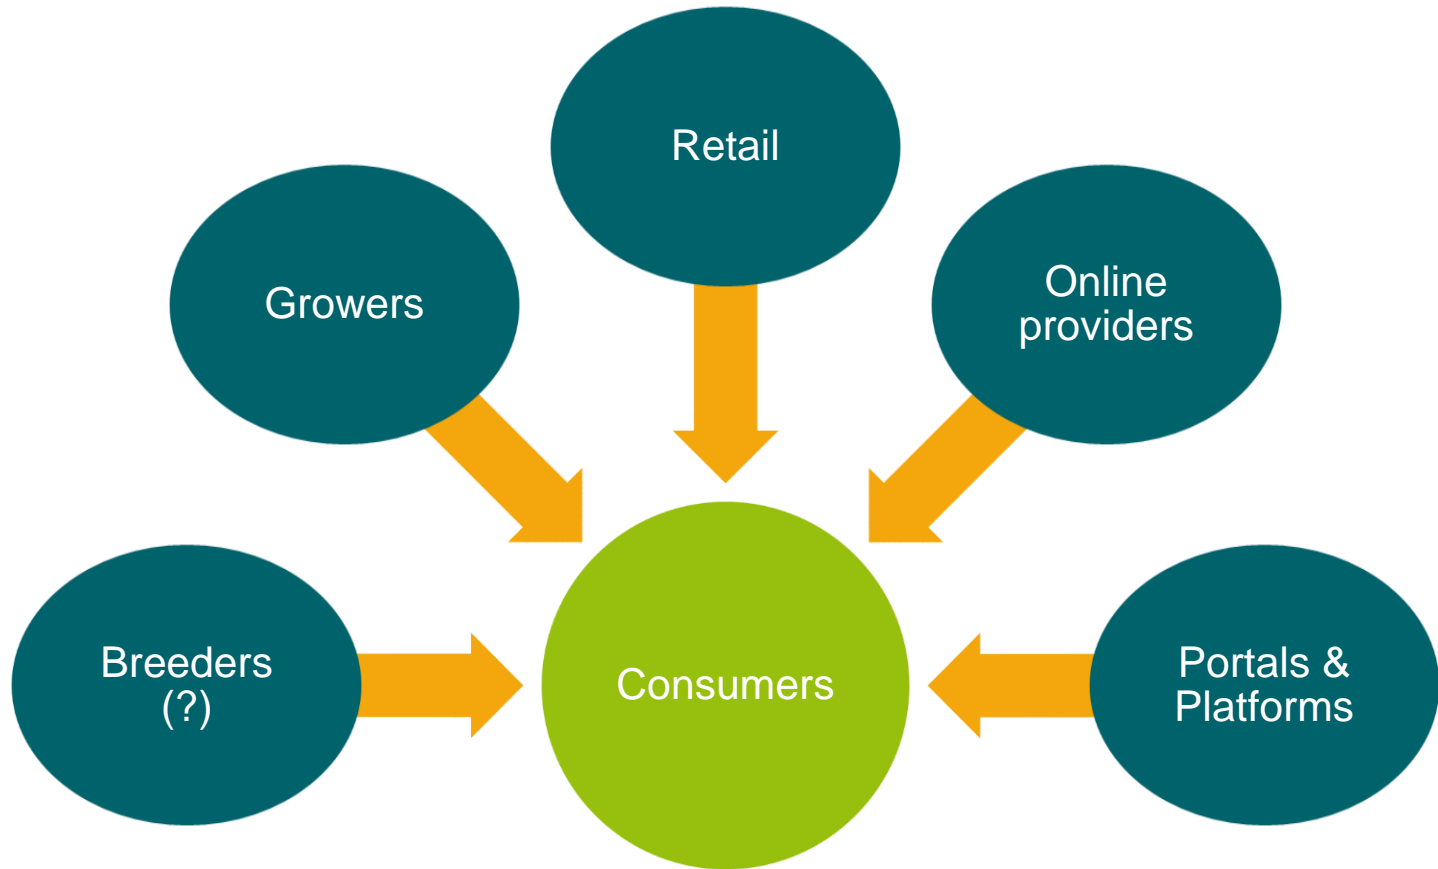 Retail
Growers
Online
providers
Breeders
(?)
Consumers
Portals &
Platforms